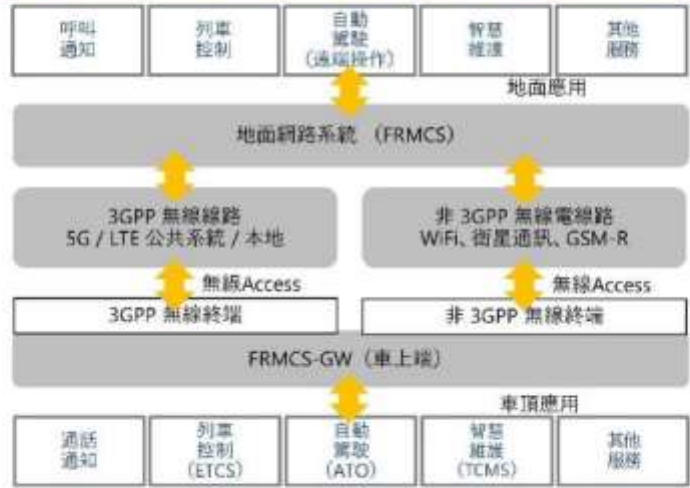 呼叫
通知
列車
控制
自動
駕駛
(遠端操作)
智慧
維護
其他
服務
地面應用
地面網路系統 (FRMCS)
3GPP 無線線路
5G / LTE 公共系統 / 本地
非 3GPP 無線電線路
WiFi、衛星通訊、GSM-R
無線Access
無線Access
3GPP 無線終端
非 3GPP 無線終端
FRMCS-GW (車上端)
車頂應用
通話
通知
列車
控制
(ETCS)
自動
駕駛
(ATO)
智慧
維護
(TCMS)
其他
服務